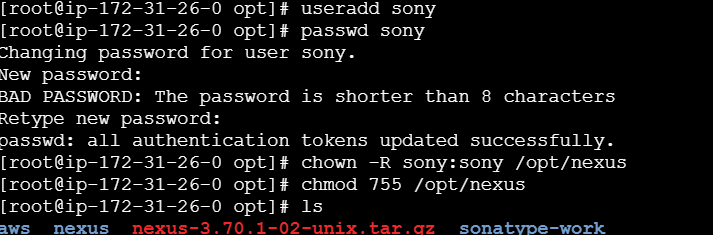 [root@ip-172-31-26-0 opt]# useradd sony
[root@ip-172-31-26-0 opt]# passwd sony
Changing password for user sony.
New password:
BAD PASSWORD: The password is shorter than 8 characters
Retype new password:
passwd: all authentication tokens updated successfully.
[root@ip-172-31-26-0 opt]# chown -R sony:sony /opt/nexus
[root@ip-172-31-26-0 opt]# chmod 755 /opt/nexus
[root@ip-172-31-26-0 opt]# ls
aws  nexus  nexus-3.70.1-02-unix.tar.gz  sonatype-work